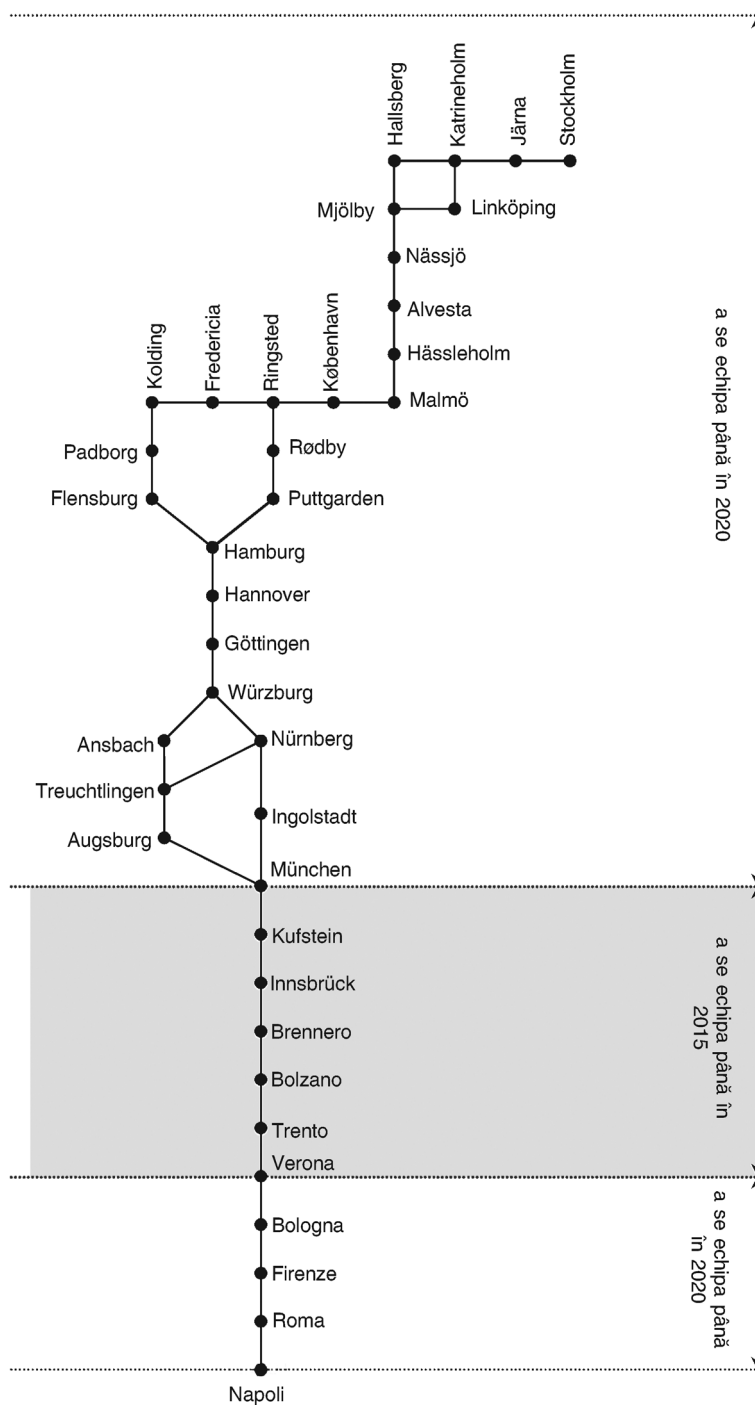 Hallsberg
Katrineholm
Järna
Stockholm
Mjölby
Linköping
Nässjö
Alvesta
Hässleholm
Malmö
Kolding
Fredericia
Ringsted
København
Padborg
Rødby
Flensburg
Puttgarden
Hamburg
Hannover
Göttingen
Würzburg
Ansbach
Nürnberg
Treuchtlingen
Ingolstadt
Augsburg
München
a se echipa până în 2020
Kufstein
Innsbrück
Brennero
Bolzano
Trento
Verona
a se echipa până în
2015
Bologna
Firenze
Roma
Napoli
a se echipa până
în 2020